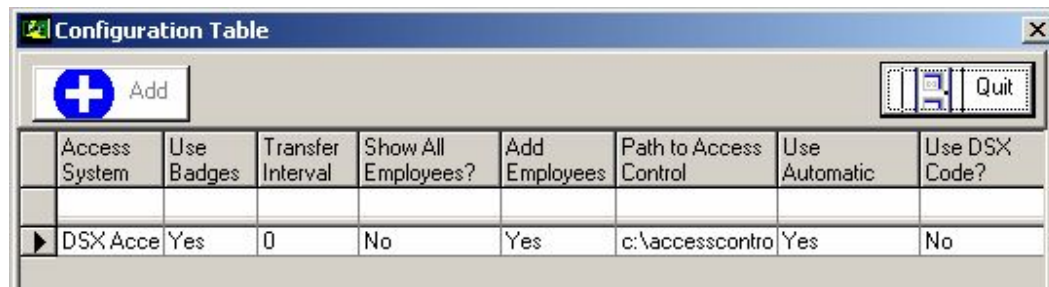 Configuration Table
Add
Quit
Access System
Use Badges
Transfer Interval
Show All Employees?
Add Employees
Path to Access Control
Use Automatic
Use DSX Code?
DSX Acce Yes 0 No Yes c:\accesscontro Yes No